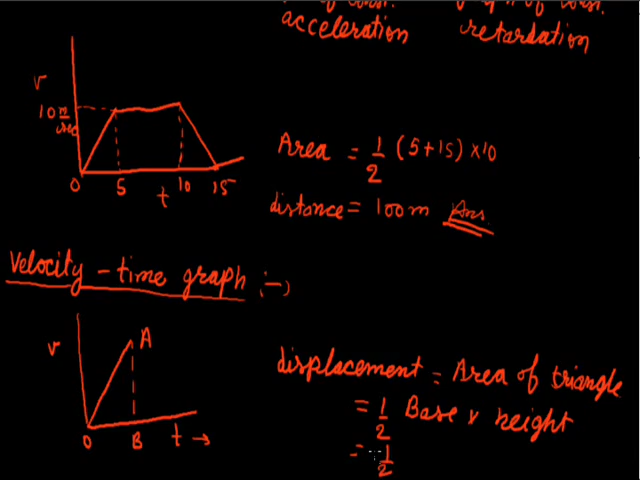 acceleration retardation
v
10 m/sec
0 5 t 10 15
Area = 1/2 (5+15) ×10
distance = 100m Ans.
Velocity - time graph :-
v A
0 B t →
displacement = Area of triangle
= 1/2 Base × height
= 1/2